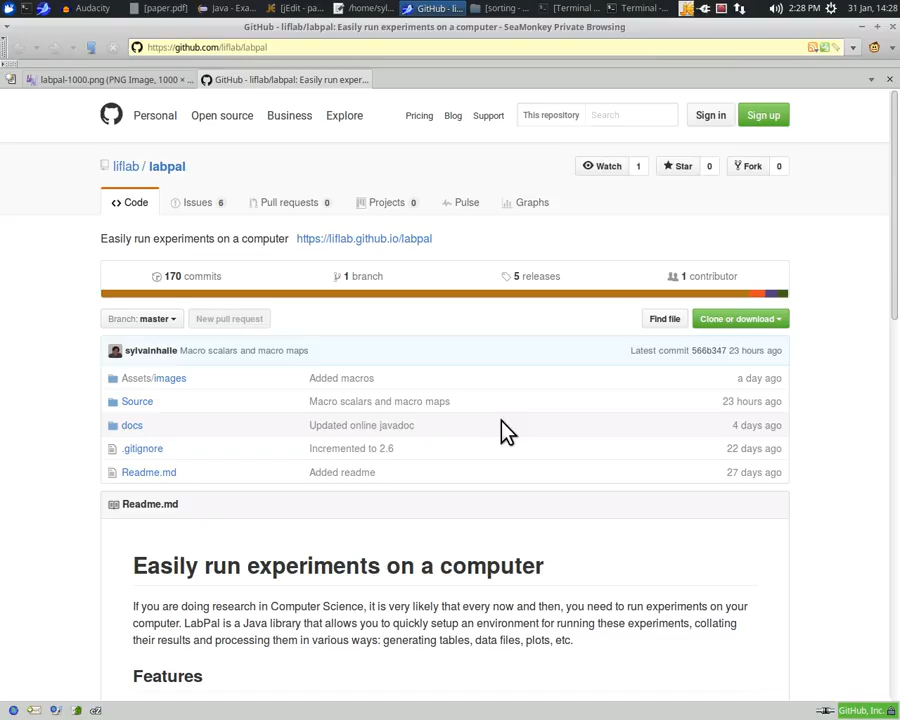 Audacity [paper.pdf] Java - Exa... [jEdit - pa... /home/syl... GitHub - li... [sorting - ... [Terminal ... Terminal -... 2:28 PM 31 Jan, 14:28
GitHub - liflab/labpal: Easily run experiments on a computer - SeaMonkey Private Browsing
https://github.com/liflab/labpal
labpal-1000.png (PNG Image, 1000 × ... GitHub - liflab/labpal: Easily run exper...
Personal Open source Business Explore Pricing Blog Support This repository Search Sign in Sign up
liflab / labpal Watch 1 Star 0 Fork 0
Code Issues 6 Pull requests 0 Projects 0 Pulse Graphs
Easily run experiments on a computer https://liflab.github.io/labpal
170 commits 1 branch 5 releases 1 contributor
Branch: master New pull request Find file Clone or download
sylvainhalle Macro scalars and macro maps Latest commit 566b347 23 hours ago
Assets/images Added macros a day ago
Source Macro scalars and macro maps 23 hours ago
docs Updated online javadoc 4 days ago
.gitignore Incremented to 2.6 22 days ago
Readme.md Added readme 27 days ago
Readme.md
Easily run experiments on a computer
If you are doing research in Computer Science, it is very likely that every now and then, you need to run experiments on your
computer. LabPal is a Java library that allows you to quickly setup an environment for running these experiments, collating
their results and processing them in various ways: generating tables, data files, plots, etc.
Features
GitHub, Inc.